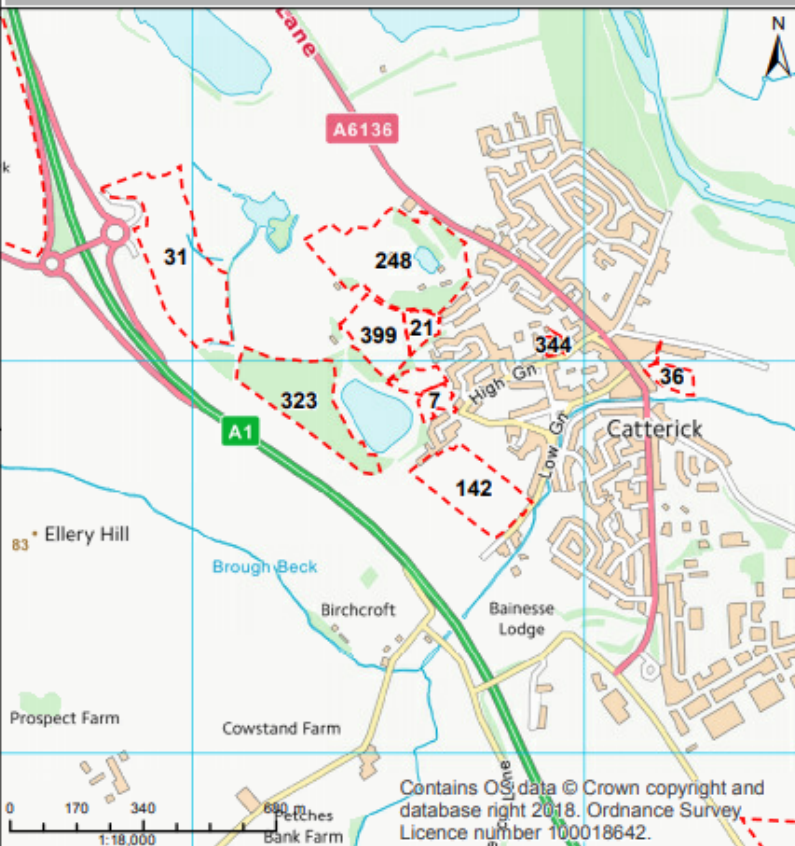 N
Lane
A6136
k
31
248
399
21
344
High Gn
36
323
7
A1
Catterick
Low Gn
142
83
Ellery Hill
Brough Beck
Birchcroft
Bainesse
Lodge
Prospect Farm
Cowstand Farm
Lane
0 170 340 680 m
1:18,000
Petches
Bank Farm
Contains OS data © Crown copyright and
database right 2018. Ordnance Survey
Licence number 100018642.